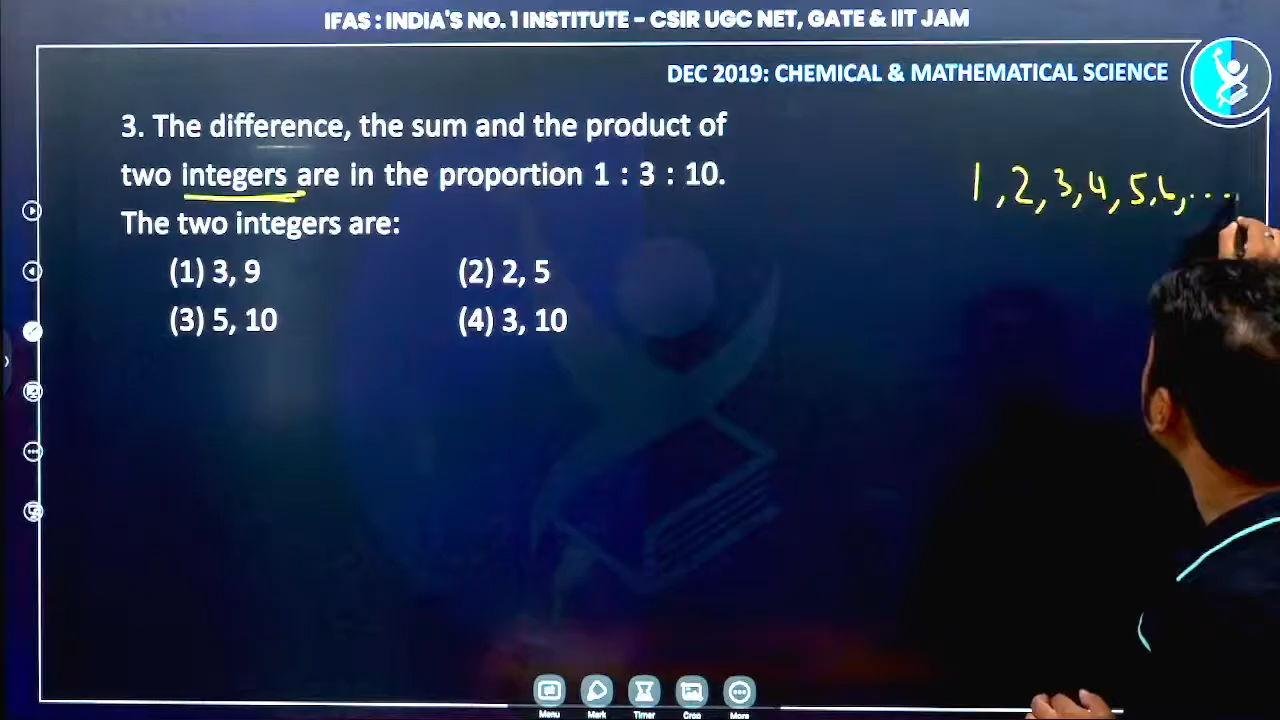 IFAS : INDIA'S NO. 1 INSTITUTE - CSIR UGC NET, GATE & IIT JAM
DEC 2019: CHEMICAL & MATHEMATICAL SCIENCE
3. The difference, the sum and the product of
two integers are in the proportion 1 : 3 : 10.
1, 2, 3, 4, 5, 6, ...
The two integers are:
(1) 3, 9 (2) 2, 5
(3) 5, 10 (4) 3, 10
Menu Mark Timer Crop More